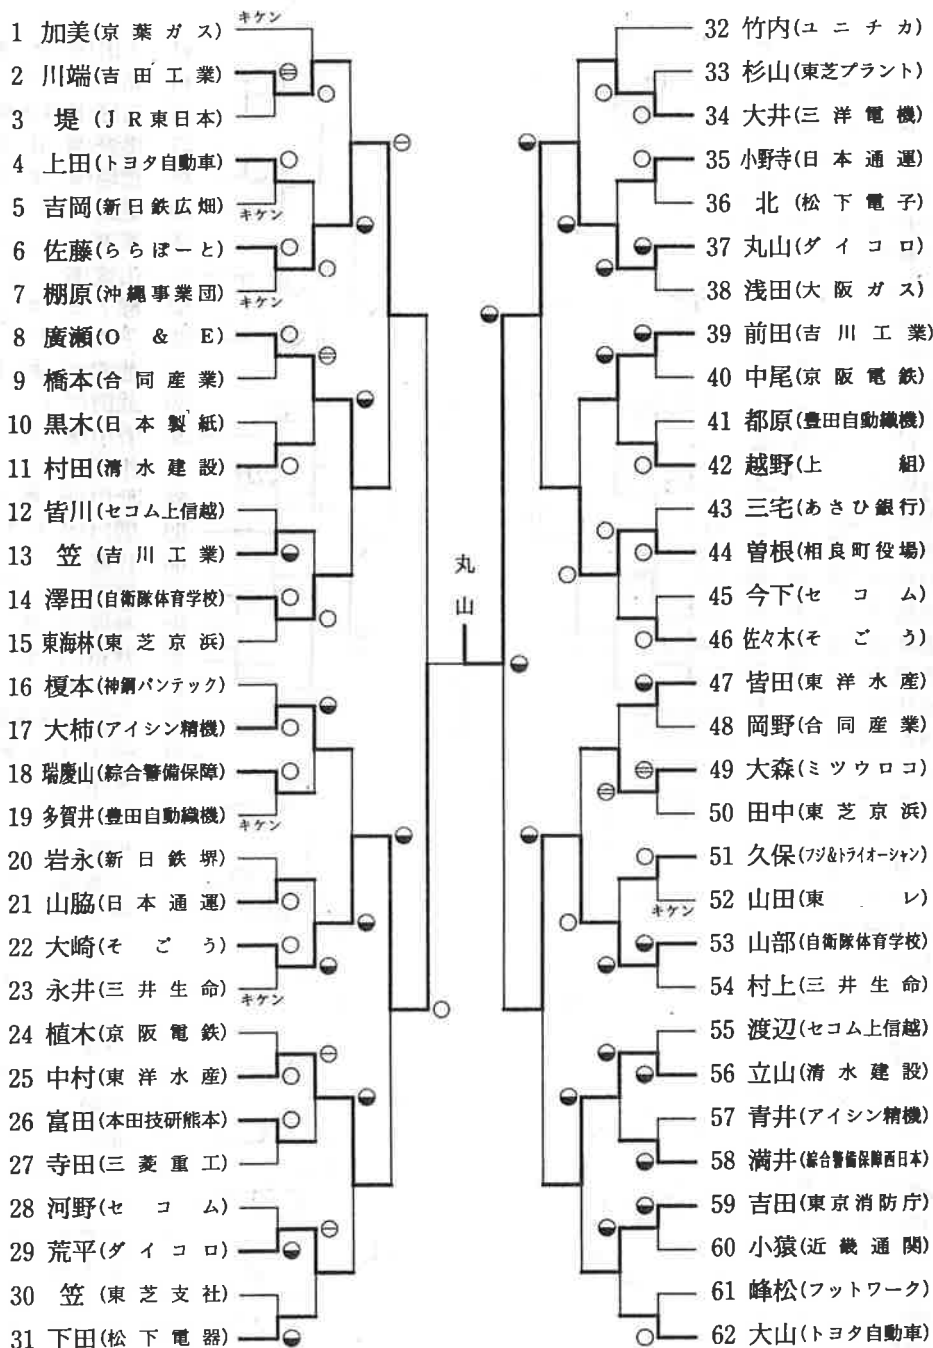 キケン
1 加美(京葉ガス)
2 川端(吉田工業)
3 堤(JR東日本)
4 上田(トヨタ自動車)
5 吉岡(新日鉄広畑)
キケン
6 佐藤(ららぽーと)
7 棚原(沖縄事業団)
キケン
8 廣瀬(O & E)
9 橋本(合同産業)
10 黒木(日本製紙)
11 村田(清水建設)
12 皆川(セコム上信越)
13 笠(吉川工業)
14 澤田(自衛隊体育学校)
15 東海林(東芝京浜)
16 榎本(神鋼パンテック)
17 大柿(アイシン精機)
18 瑞慶山(綜合警備保障)
19 多賀井(豊田自動織機)
キケン
20 岩永(新日鉄堺)
21 山脇(日本通運)
22 大崎(そごう)
23 永井(三井生命)
キケン
24 植木(京阪電鉄)
25 中村(東洋水産)
26 富田(本田技研熊本)
27 寺田(三菱重工)
28 河野(セコム)
29 荒平(ダイコロ)
30 笠(東芝支社)
31 下田(松下電器)
丸山
32 竹内(ユニチカ)
33 杉山(東芝プラント)
34 大井(三洋電機)
35 小野寺(日本通運)
36 北(松下電子)
37 丸山(ダイコロ)
38 浅田(大阪ガス)
39 前田(吉川工業)
40 中尾(京阪電鉄)
41 都原(豊田自動織機)
42 越野(上組)
43 三宅(あさひ銀行)
44 曽根(相良町役場)
45 今下(セコム)
46 佐々木(そごう)
47 皆田(東洋水産)
48 岡野(合同産業)
49 大森(ミツウロコ)
50 田中(東芝京浜)
51 久保(フジ&トライオーシャン)
52 山田(東レ)
キケン
53 山部(自衛隊体育学校)
54 村上(三井生命)
55 渡辺(セコム上信越)
56 立山(清水建設)
57 青井(アイシン精機)
58 満井(綜合警備保障西日本)
59 吉田(東京消防庁)
60 小猿(近畿通関)
61 峰松(フットワーク)
62 大山(トヨタ自動車)